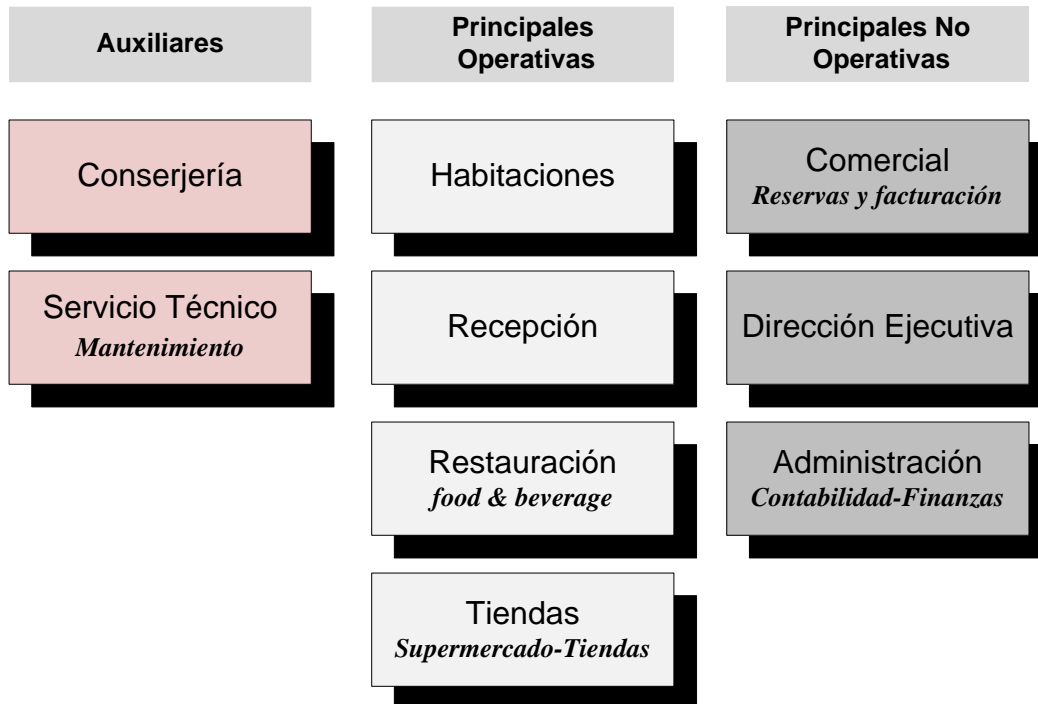 Auxiliares
Principales
Operativas
Principales No
Operativas
Conserjería
Habitaciones
Comercial
Reservas y facturación
Servicio Técnico
Mantenimiento
Recepción
Dirección Ejecutiva
Restauración
food & beverage
Administración
Contabilidad-Finanzas
Tiendas
Supermercado-Tiendas